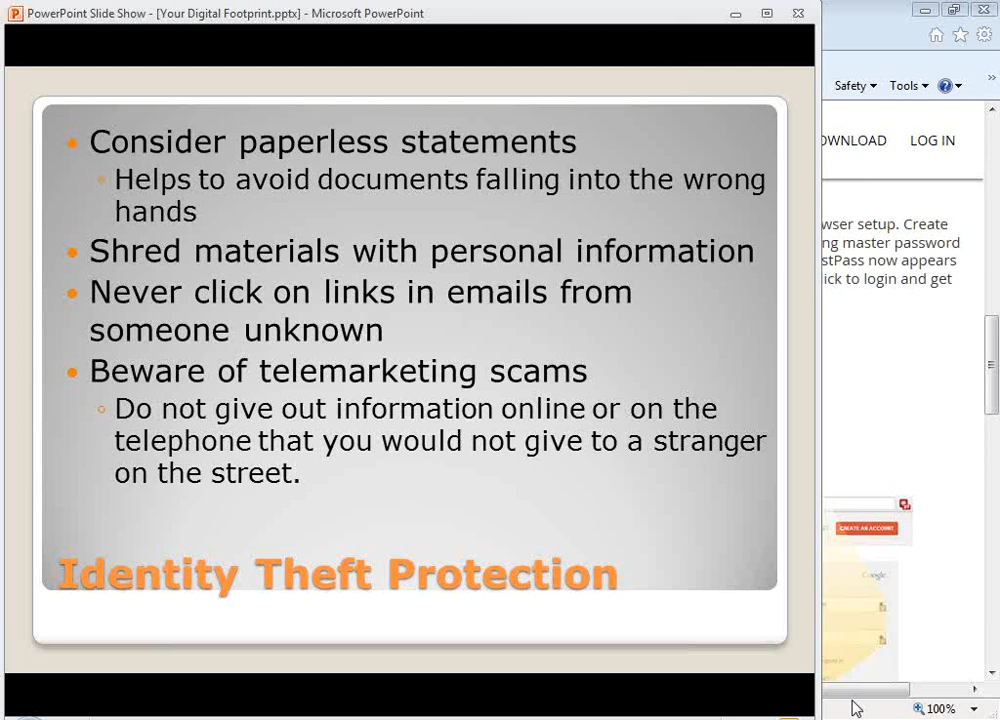 PowerPoint Slide Show - [Your Digital Footprint.pptx] - Microsoft PowerPoint
Consider paperless statements
Helps to avoid documents falling into the wrong
hands
Shred materials with personal information
Never click on links in emails from
someone unknown
Beware of telemarketing scams
Do not give out information online or on the
telephone that you would not give to a stranger
on the street.
Identity Theft Protection
Safety Tools
OWNLOAD LOG IN
wser setup. Create
ng master password
stPass now appears
lick to login and get
CREATE AN ACCOUNT
Google
100%